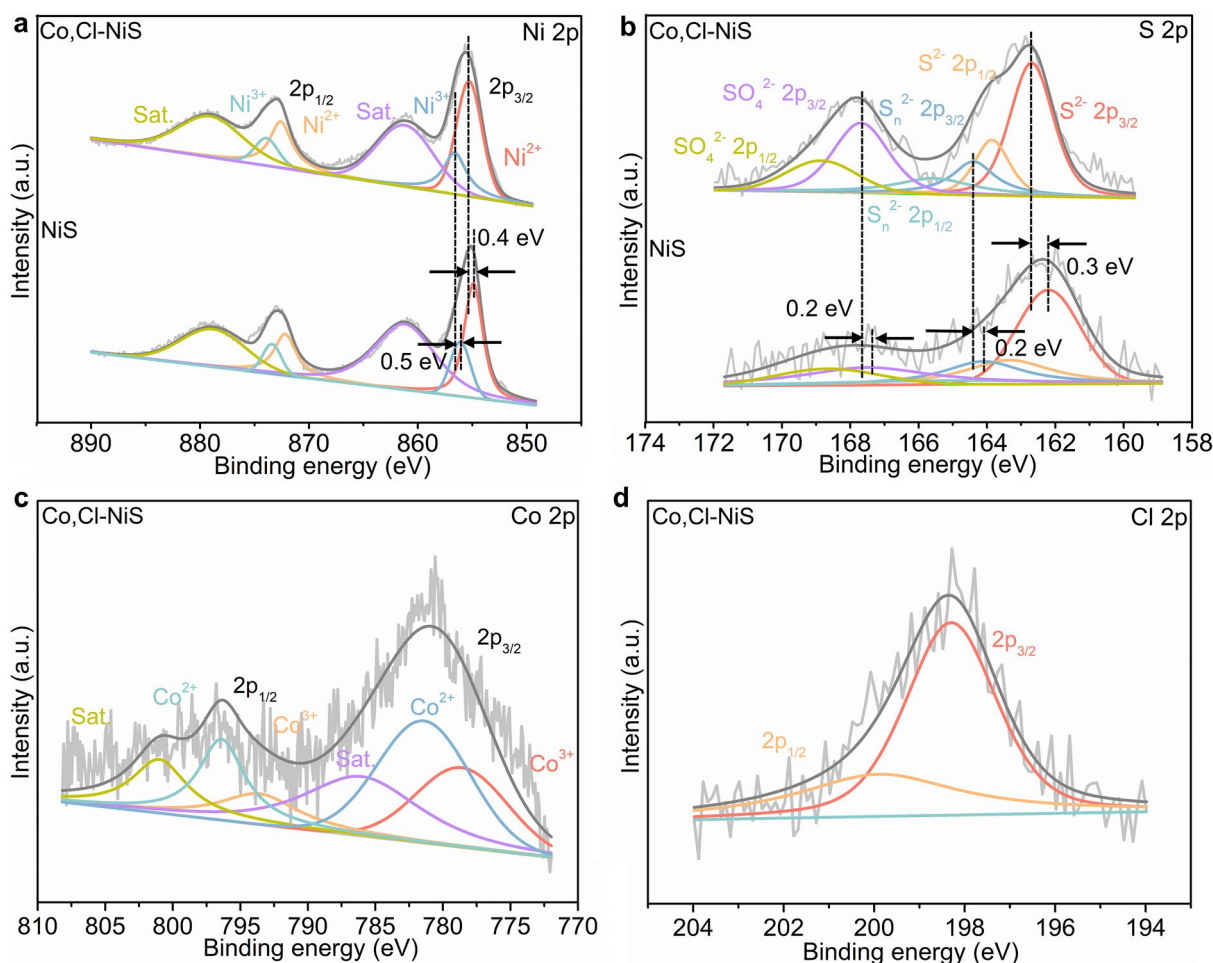 a
Co,Cl-NiS
Ni 2p
Sat.
Ni3+
2p1/2
Ni2+
Sat.
Ni3+
2p3/2
Ni2+
NiS
0.4 eV
0.5 eV
Intensity (a.u.)
890 880 870 860 850
Binding energy (eV)
b
Co,Cl-NiS
S 2p
S2- 2p1/2
SO42- 2p3/2
Sn2- 2p3/2
S2- 2p3/2
SO42- 2p1/2
Sn2- 2p1/2
NiS
0.3 eV
0.2 eV
0.2 eV
Intensity (a.u.)
174 172 170 168 166 164 162 160 158
Binding energy (eV)
c
Co,Cl-NiS
Co 2p
2p3/2
Co2+
2p1/2
Sat.
Co3+
Co2+
Sat.
Co3+
Intensity (a.u.)
810 805 800 795 790 785 780 775 770
Binding energy (eV)
d
Co,Cl-NiS
Cl 2p
2p3/2
2p1/2
Intensity (a.u.)
204 202 200 198 196 194
Binding energy (eV)